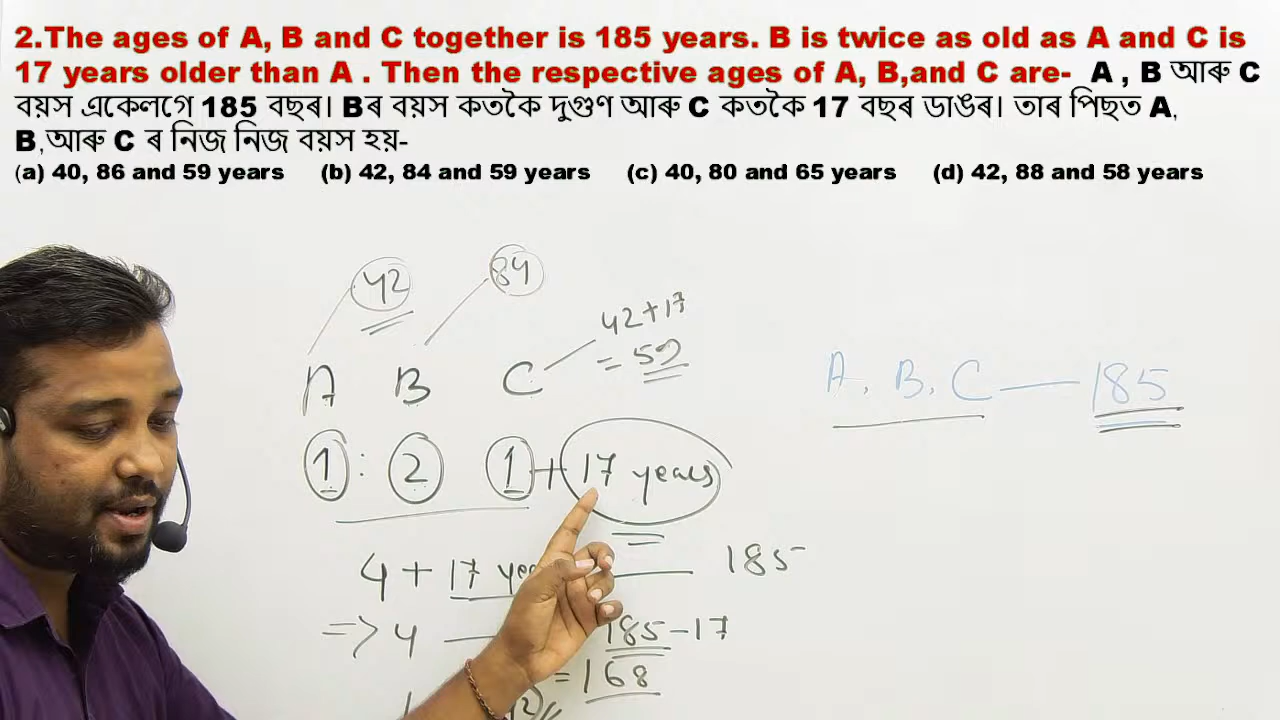 2.The ages of A, B and C together is 185 years. B is twice as old as A and C is
17 years older than A . Then the respective ages of A, B,and C are- A , B আৰু C
বয়স একেলগে 185 বছৰ। Bৰ বয়স কতকৈ দুগুণ আৰু C কতকৈ 17 বছৰ ডাঙৰ। তাৰ পিছত A,
B,আৰু C ৰ নিজ নিজ বয়স হয়-
(a) 40, 86 and 59 years (b) 42, 84 and 59 years (c) 40, 80 and 65 years (d) 42, 88 and 58 years
42 84
42+17
= 59
A B C
A, B, C — 185
1 : 2 1 + 17 years
4 + 17 — 185
=> 4 — 185-17
= 168